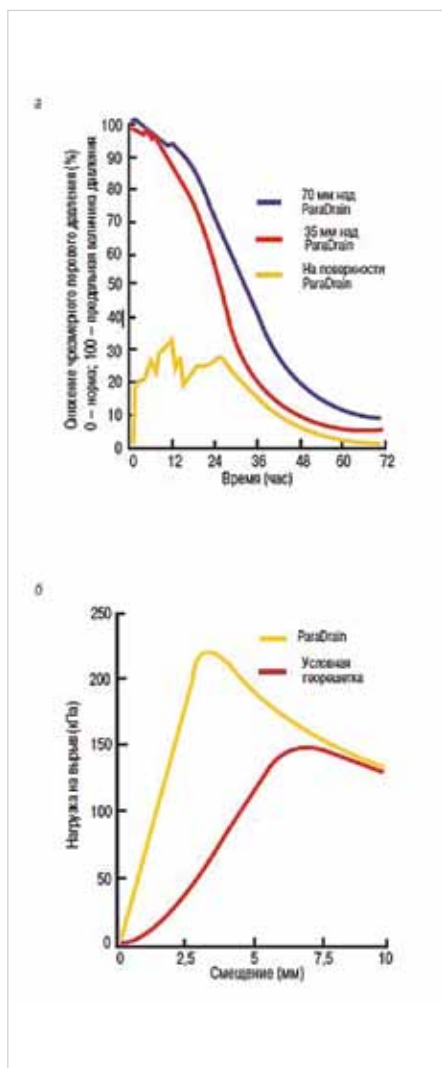 100
90
80
70
60
50
40
30
20
10
0
Снижение чрезмерного порового давления (%)
0 – норма; 100 – предельная величина давления
70 мм над
ParaDrain
35 мм над
ParaDrain
На поверхности
ParaDrain
0 12 24 36 48 60 72
Время (час)
б
250
200
150
100
50
0
Нагрузка на вырыв (кПа)
ParaDrain
Условная
георешетка
0 2,5 5 7,5 10
Смещение (мм)